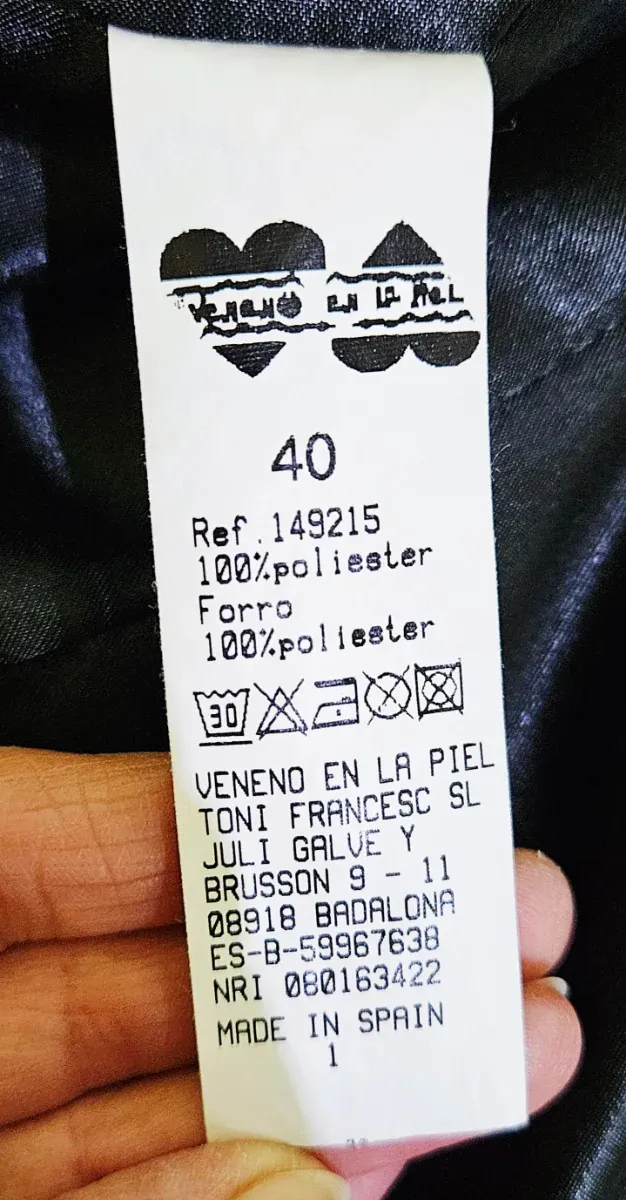 VENENO EN LA PIEL
40
Ref.149215
100%poliester
Forro
100%poliester
30
VENENO EN LA PIEL
TONI FRANCESC SL
JULI GALVE Y
BRUSSON 9 - 11
08918 BADALONA
ES-B-59967638
NRI 080163422
MADE IN SPAIN
1